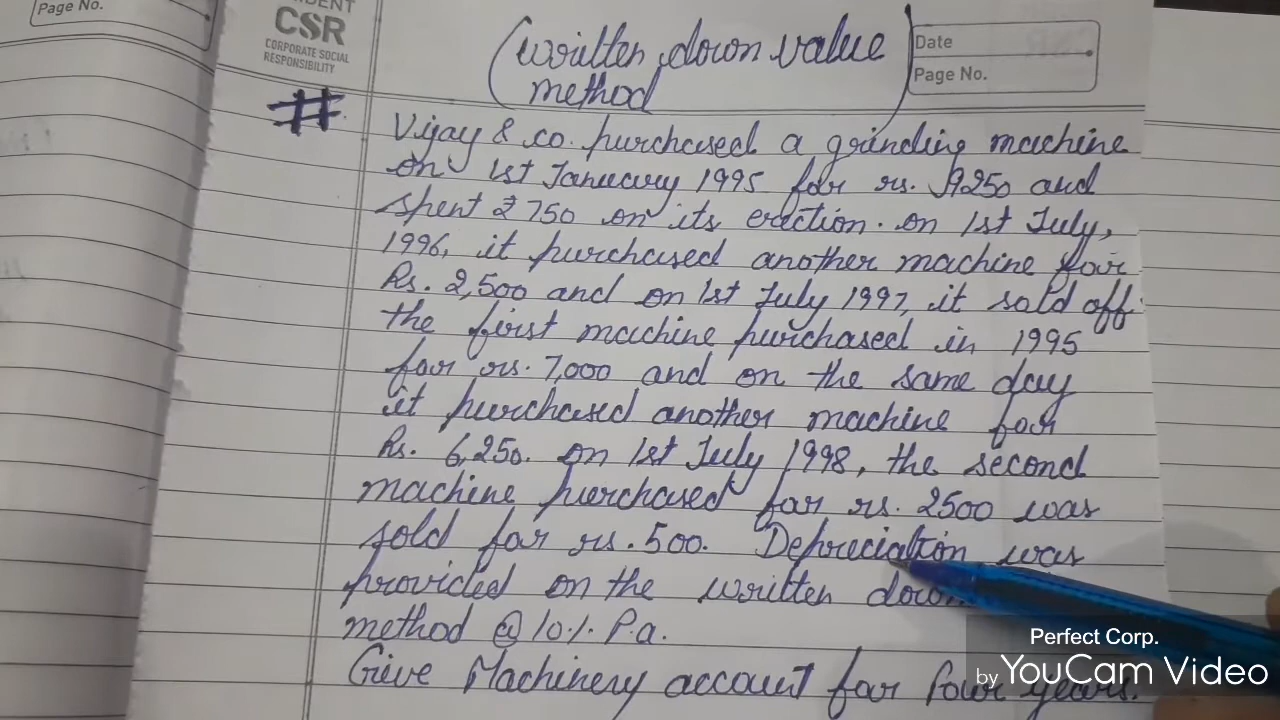 Page No.
CSR
CORPORATE SOCIAL
RESPONSIBILITY
(written down value
method)
Date
Page No.
#
Vijay & co. purchased a grinding machine
on 1st January 1995 for rs. 9250 and
spent ₹ 750 on its erection. on 1st July,
1996, it purchased another machine for
Rs. 2,500 and on 1st July 1997, it sold off
the first machine purchased in 1995
for rs. 7,000 and on the same day
it purchased another machine for
Rs. 6,250. on 1st July 1998, the second
machine purchased for rs. 2500 was
sold for rs. 500. Depreciation was
provided on the written
method @ 10%. P.a.
Give Machinery account for four years.
Perfect Corp.
by YouCam Video